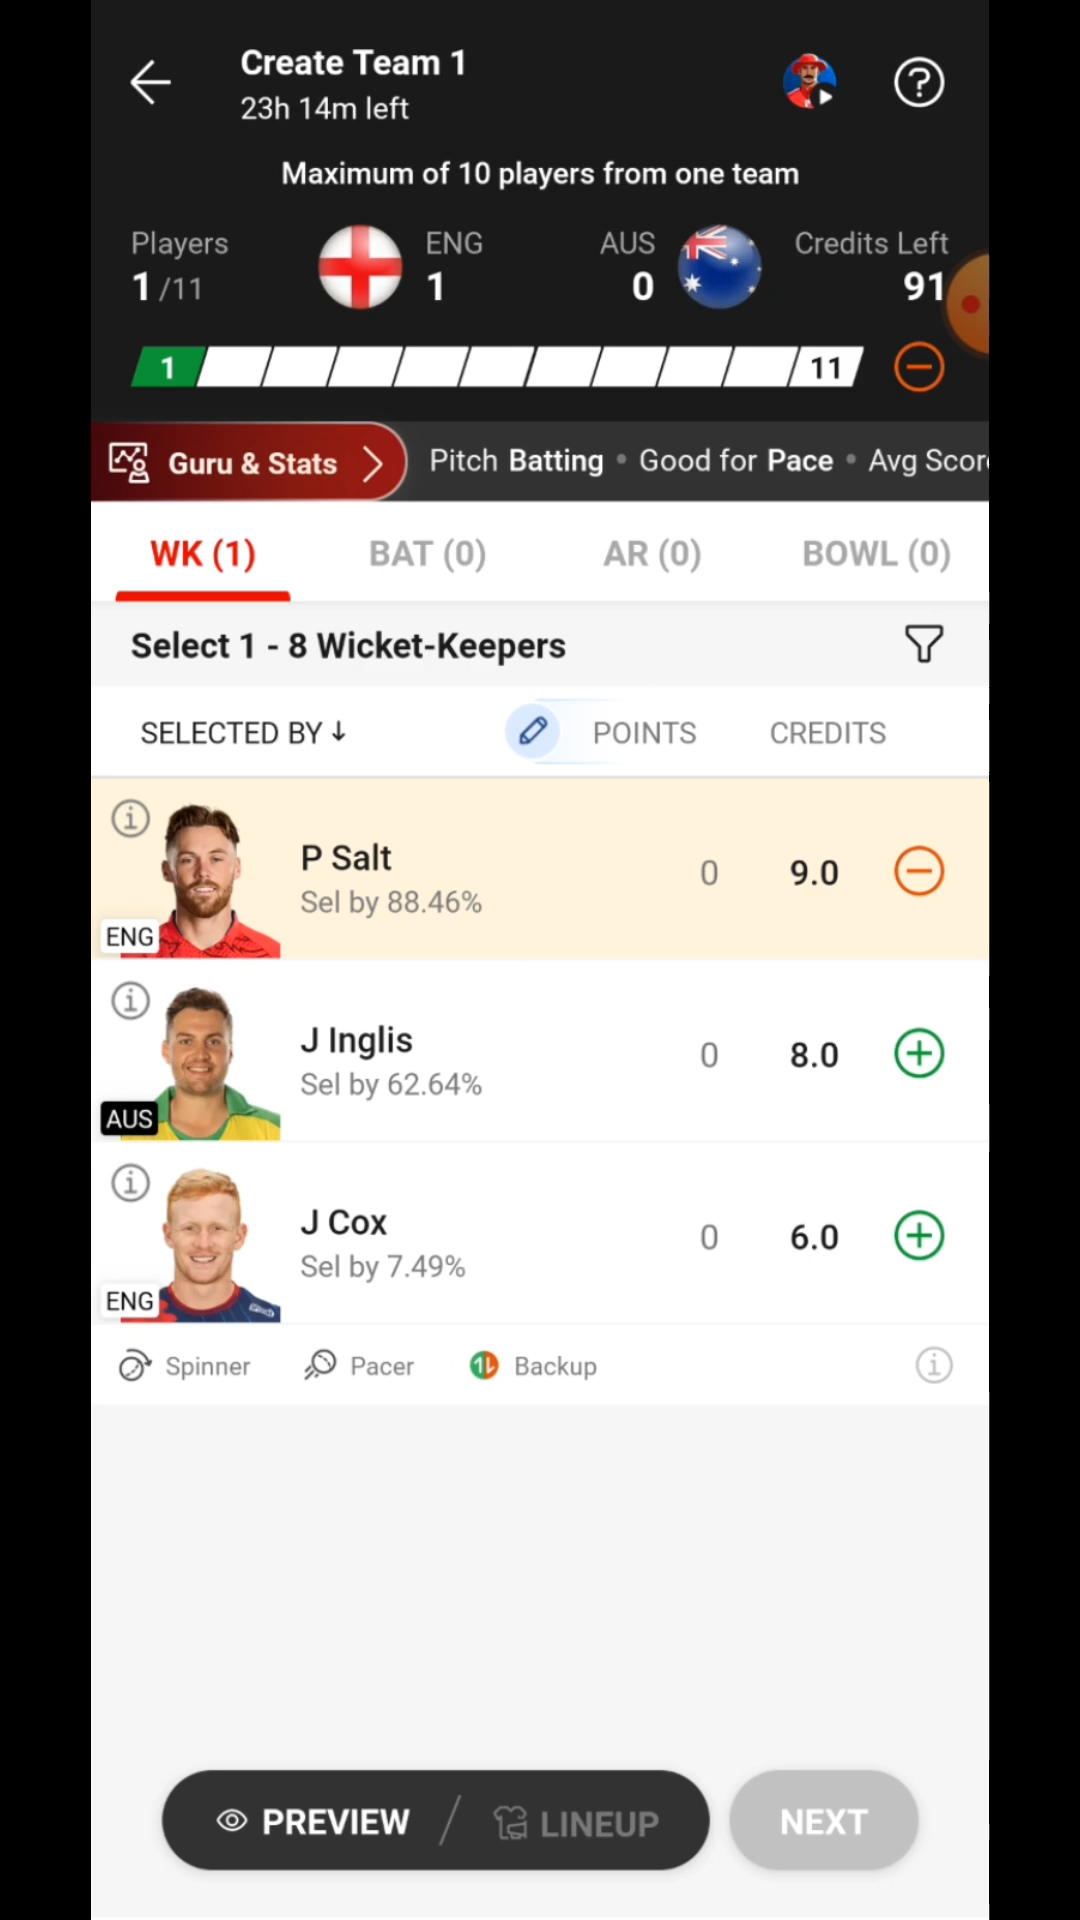 Create Team 1
23h 14m left
Maximum of 10 players from one team
Players ENG AUS Credits Left
1/11 1 0 91
1 11
Guru & Stats Pitch Batting • Good for Pace • Avg Scor
WK (1) BAT (0) AR (0) BOWL (0)
Select 1 - 8 Wicket-Keepers
SELECTED BY ↓ POINTS CREDITS
P Salt 0 9.0
Sel by 88.46%
ENG
J Inglis 0 8.0
Sel by 62.64%
AUS
J Cox 0 6.0
Sel by 7.49%
ENG
Spinner Pacer Backup
PREVIEW / LINEUP NEXT